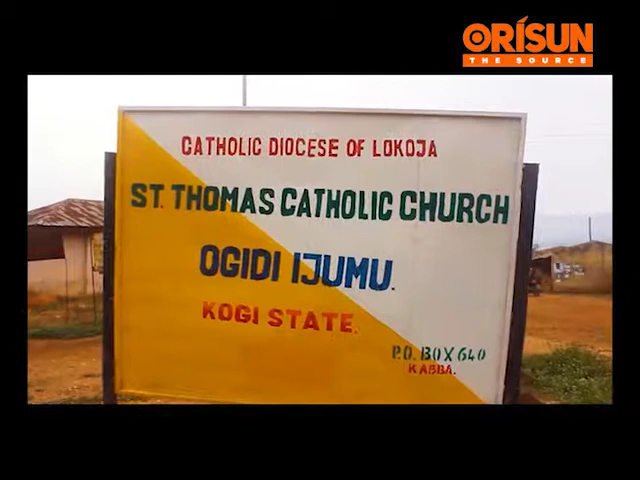 ORÍSUN
THE SOURCE
CATHOLIC DIOCESE OF LOKOJA
ST. THOMAS CATHOLIC CHURCH
OGIDI IJUMU.
KOGI STATE.
P.O. BOX 640
KABBA.